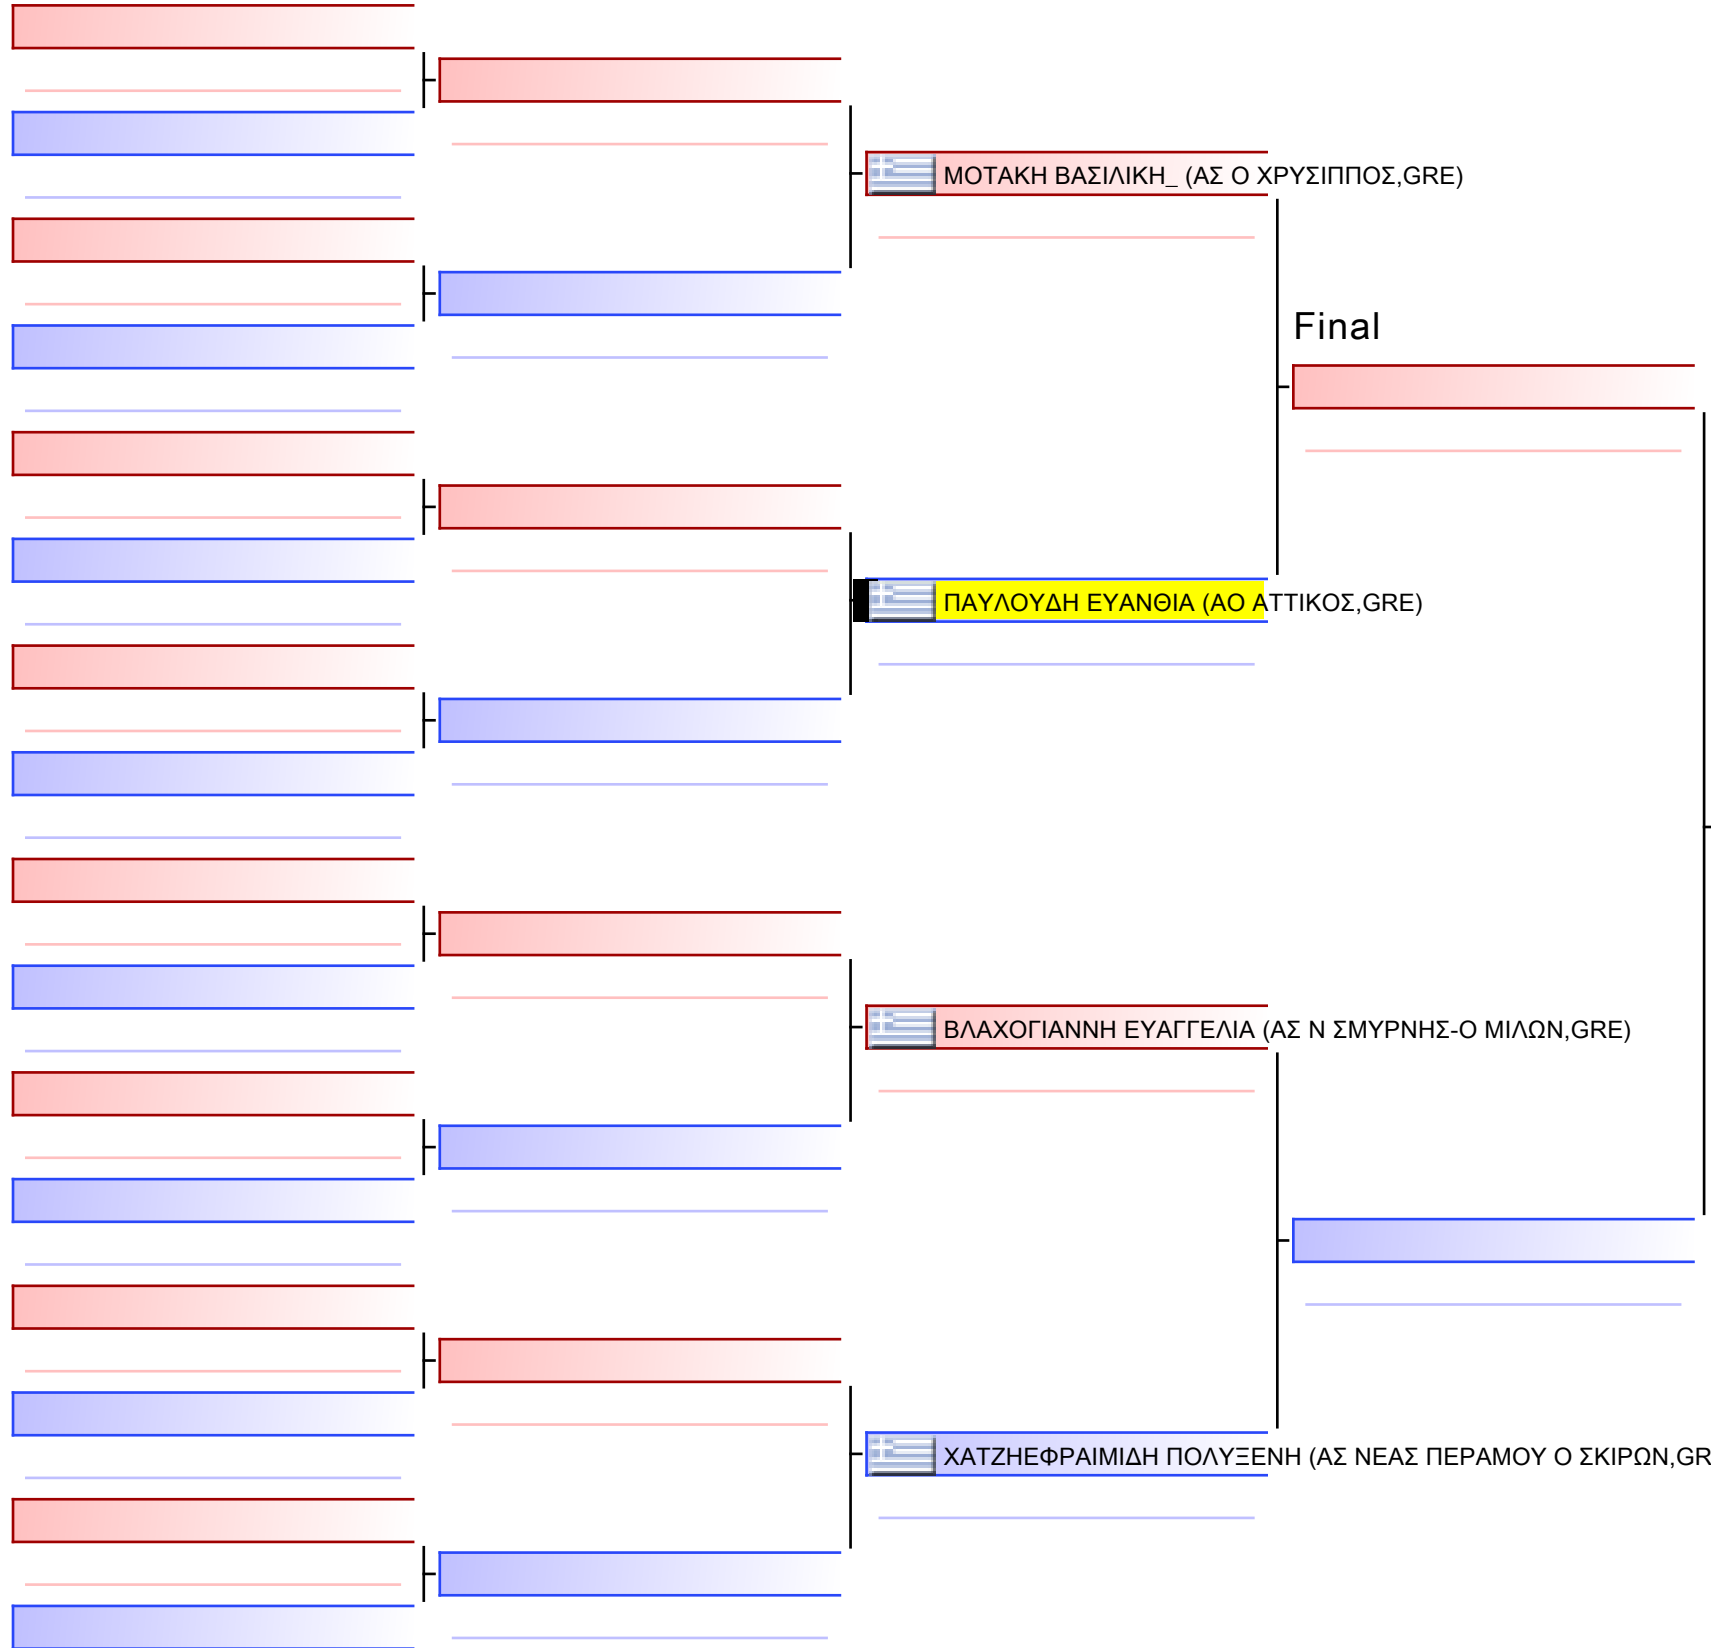 ΜΟΤΑΚΗ ΒΑΣΙΛΙΚΗ_ (ΑΣ Ο ΧΡΥΣΙΠΠΟΣ,GRE)
Final
ΠΑΥΛΟΥΔΗ ΕΥΑΝΘΙΑ (ΑΟ ΑΤΤΙΚΟΣ,GRE)
ΒΛΑΧΟΓΙΑΝΝΗ ΕΥΑΓΓΕΛΙΑ (ΑΣ Ν ΣΜΥΡΝΗΣ-Ο ΜΙΛΩΝ,GRE)
ΧΑΤΖΗΕΦΡΑΙΜΙΔΗ ΠΟΛΥΞΕΝΗ (ΑΣ ΝΕΑΣ ΠΕΡΑΜΟΥ Ο ΣΚΙΡΩΝ,GR